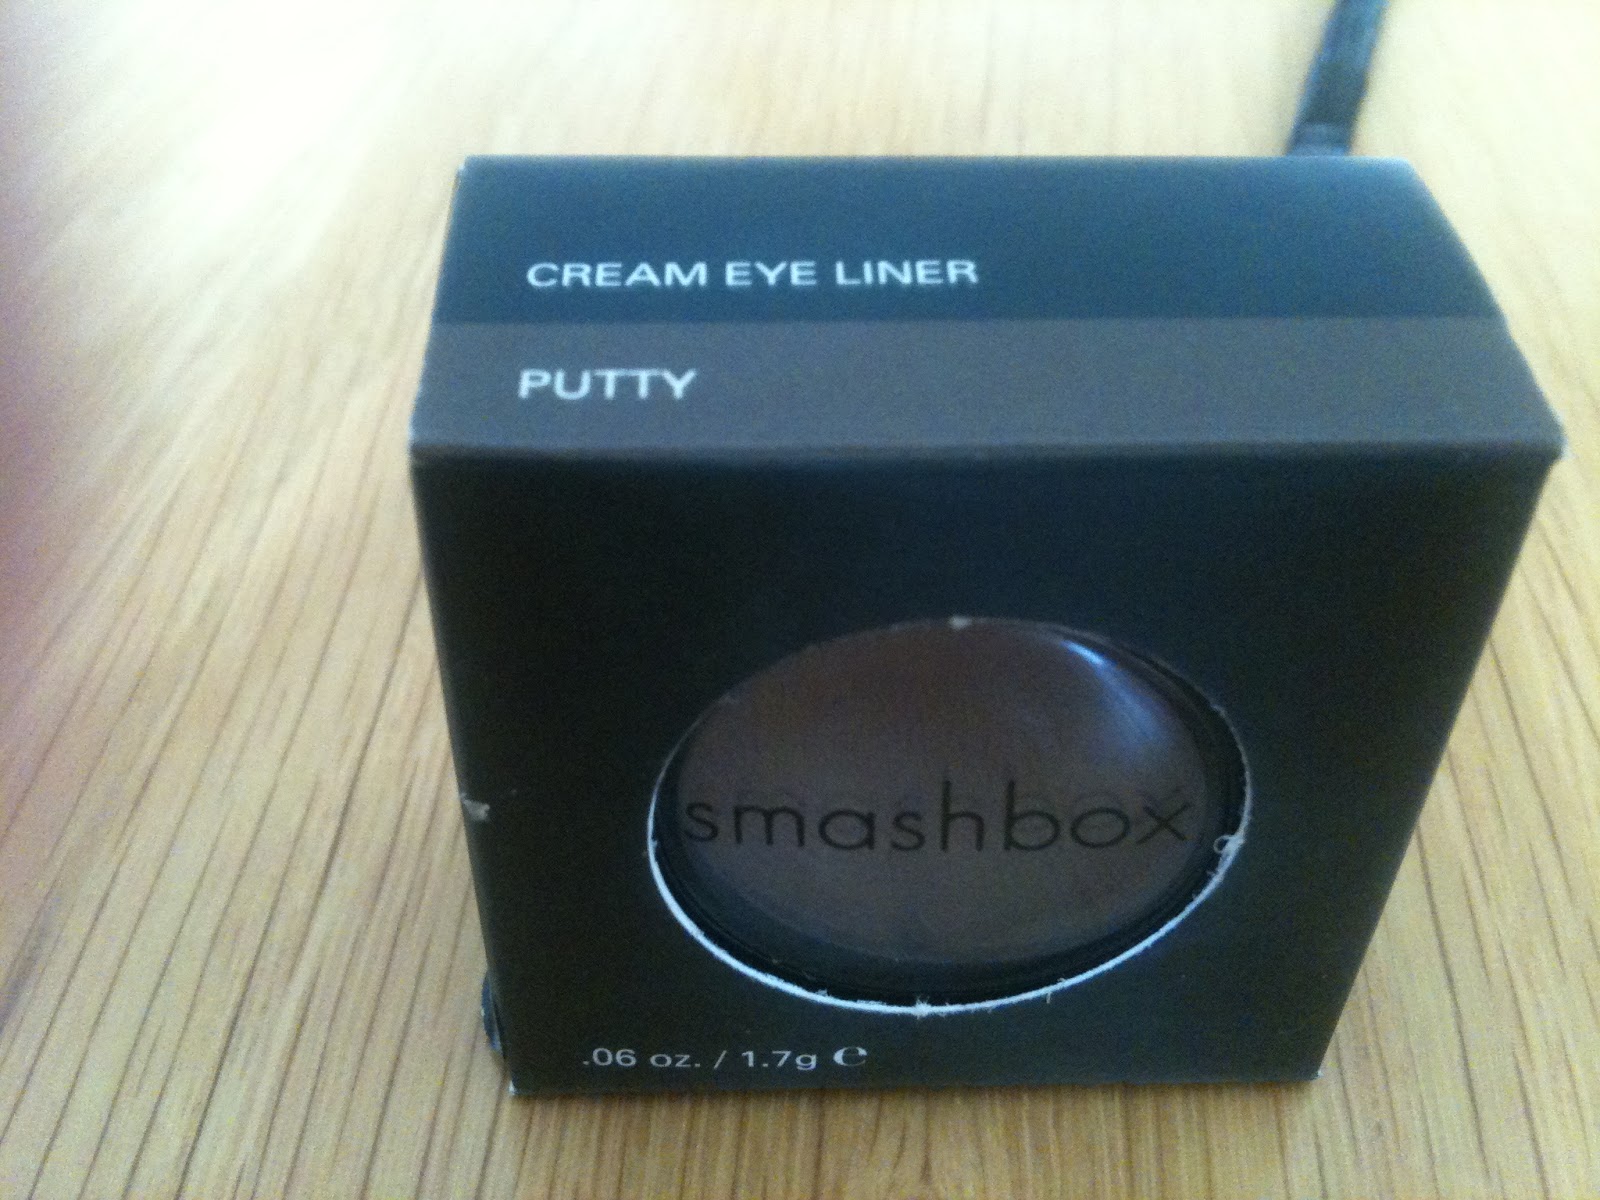 CREAM EYE LINER
PUTTY
smashbox
.06 oz. / 1.7g ℮